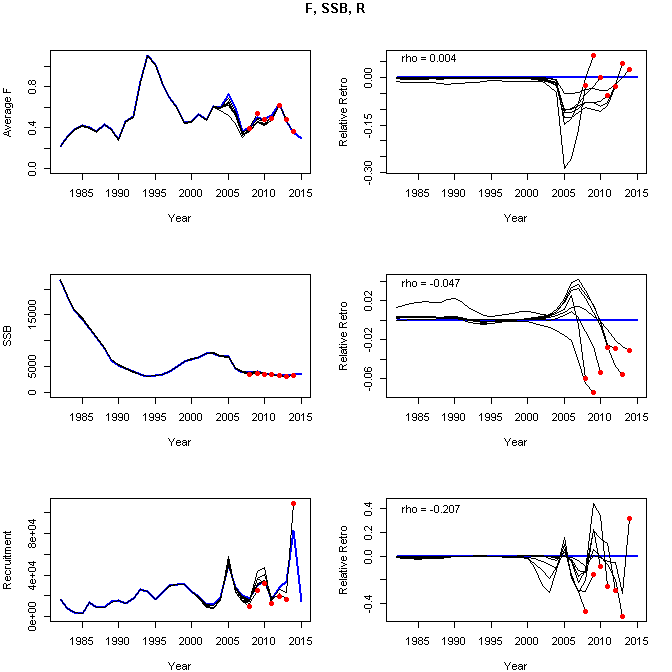 F, SSB, R
Average F
0.0 0.4 0.8
1985 1990 1995 2000 2005 2010 2015
Year
rho = 0.004
Relative Retro
-0.30 -0.15 0.00
1985 1990 1995 2000 2005 2010 2015
Year
SSB
0 5000 15000
1985 1990 1995 2000 2005 2010 2015
Year
rho = -0.047
Relative Retro
-0.06 -0.02 0.02
1985 1990 1995 2000 2005 2010 2015
Year
Recruitment
0e+00 4e+04 8e+04
1985 1990 1995 2000 2005 2010 2015
Year
rho = -0.207
Relative Retro
-0.4 0.0 0.2 0.4
1985 1990 1995 2000 2005 2010 2015
Year